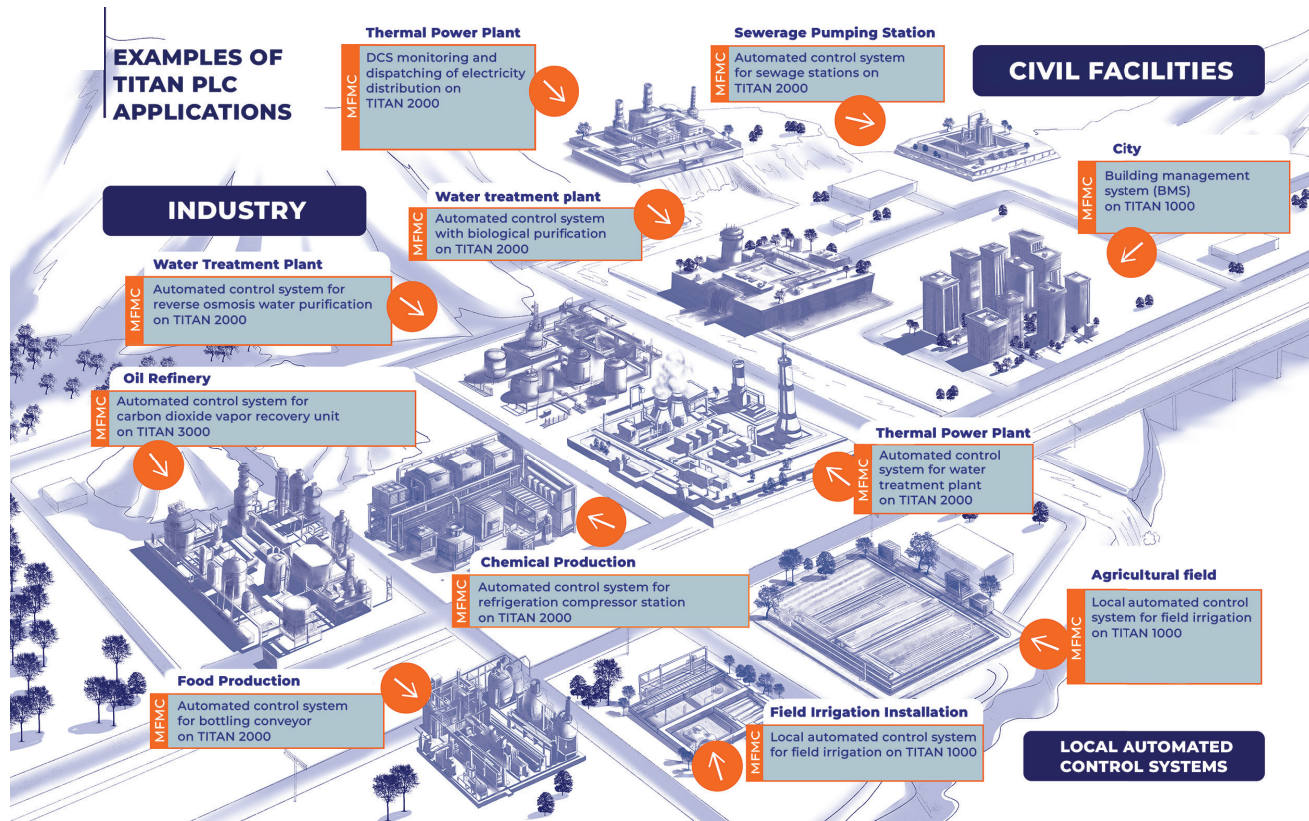 EXAMPLES OF
TITAN PLC
APPLICATIONS
Thermal Power Plant
MFMC
DCS monitoring and
dispatching of electricity
distribution on
TITAN 2000
Sewerage Pumping Station
MFMC
Automated control system
for sewage stations on
TITAN 2000
CIVIL FACILITIES
City
MFMC
Building management
system (BMS)
on TITAN 1000
INDUSTRY
Water treatment plant
MFMC
Automated control system
with biological purification
on TITAN 2000
Water Treatment Plant
MFMC
Automated control system for
reverse osmosis water purification
on TITAN 2000
Oil Refinery
MFMC
Automated control system for
carbon dioxide vapor recovery unit
on TITAN 3000
Thermal Power Plant
MFMC
Automated control
system for water
treatment plant
on TITAN 2000
Chemical Production
MFMC
Automated control system for
refrigeration compressor station
on TITAN 2000
Agricultural field
MFMC
Local automated control
system for field irrigation
on TITAN 1000
Food Production
MFMC
Automated control system
for bottling conveyor
on TITAN 2000
Field Irrigation Installation
MFMC
Local automated control system
for field irrigation on TITAN 1000
LOCAL AUTOMATED
CONTROL SYSTEMS